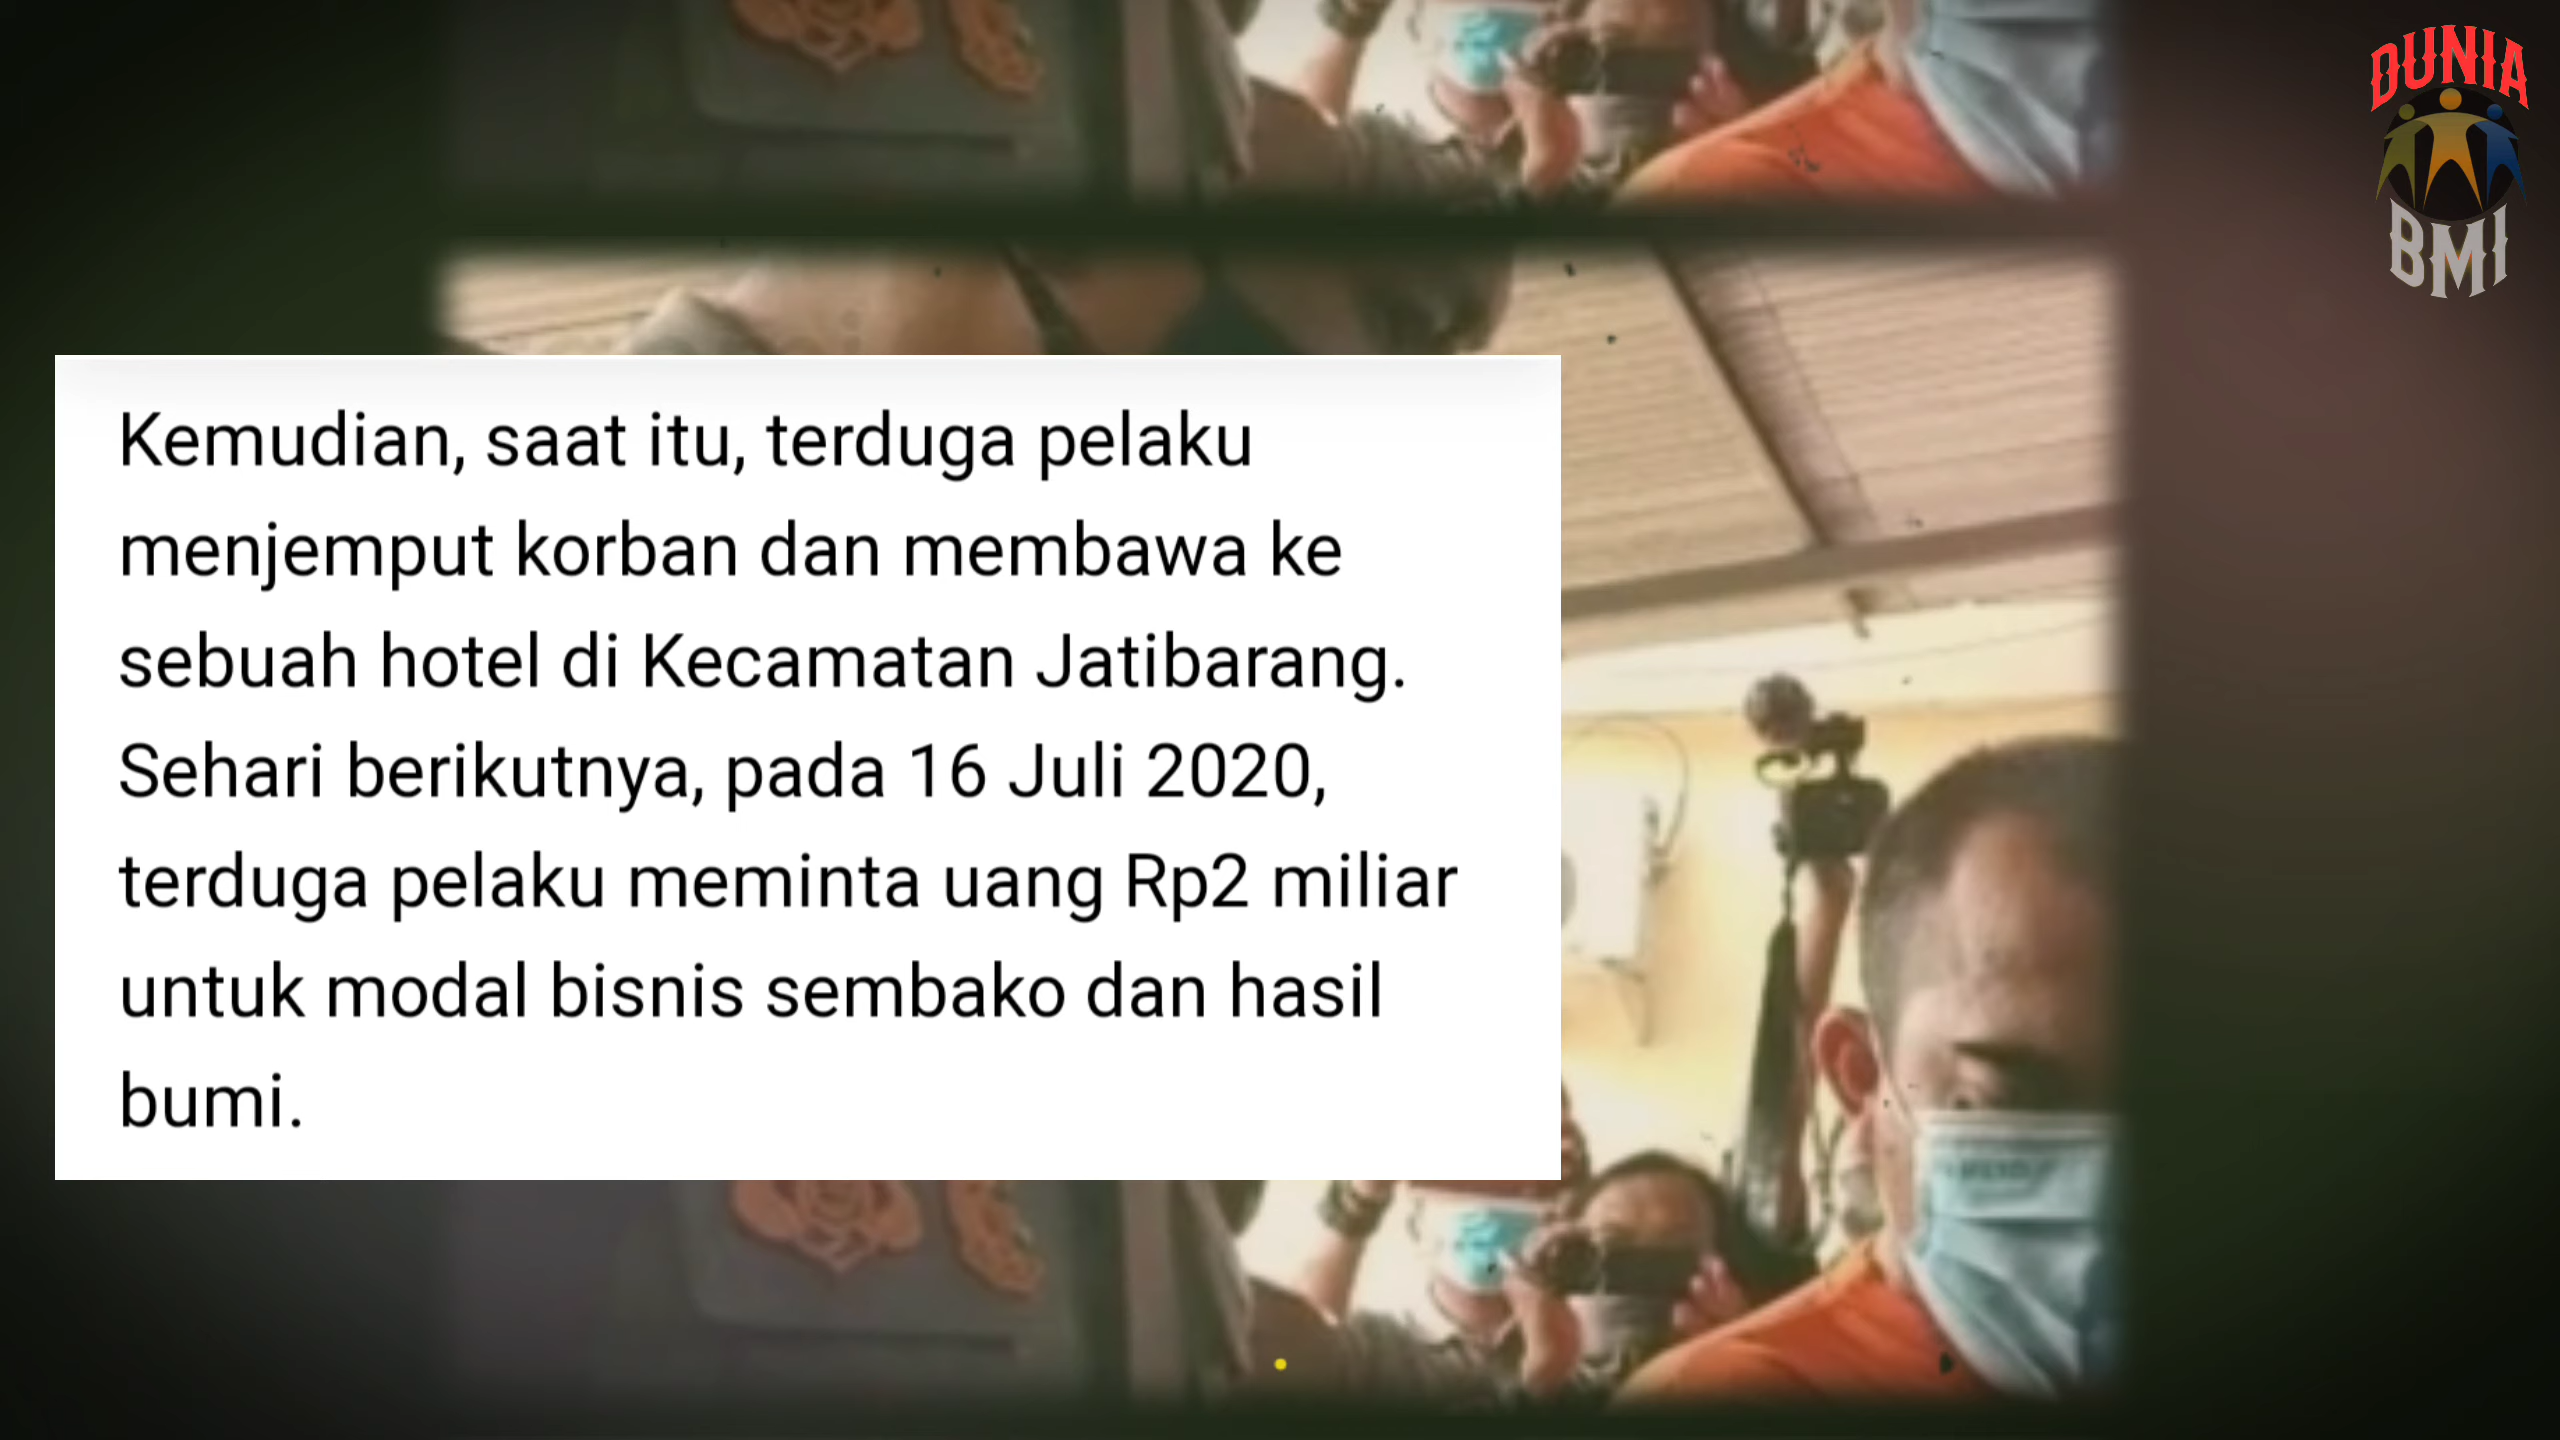 DUNIA
BMI
Kemudian, saat itu, terduga pelaku
menjemput korban dan membawa ke
sebuah hotel di Kecamatan Jatibarang.
Sehari berikutnya, pada 16 Juli 2020,
terduga pelaku meminta uang Rp2 miliar
untuk modal bisnis sembako dan hasil
bumi.